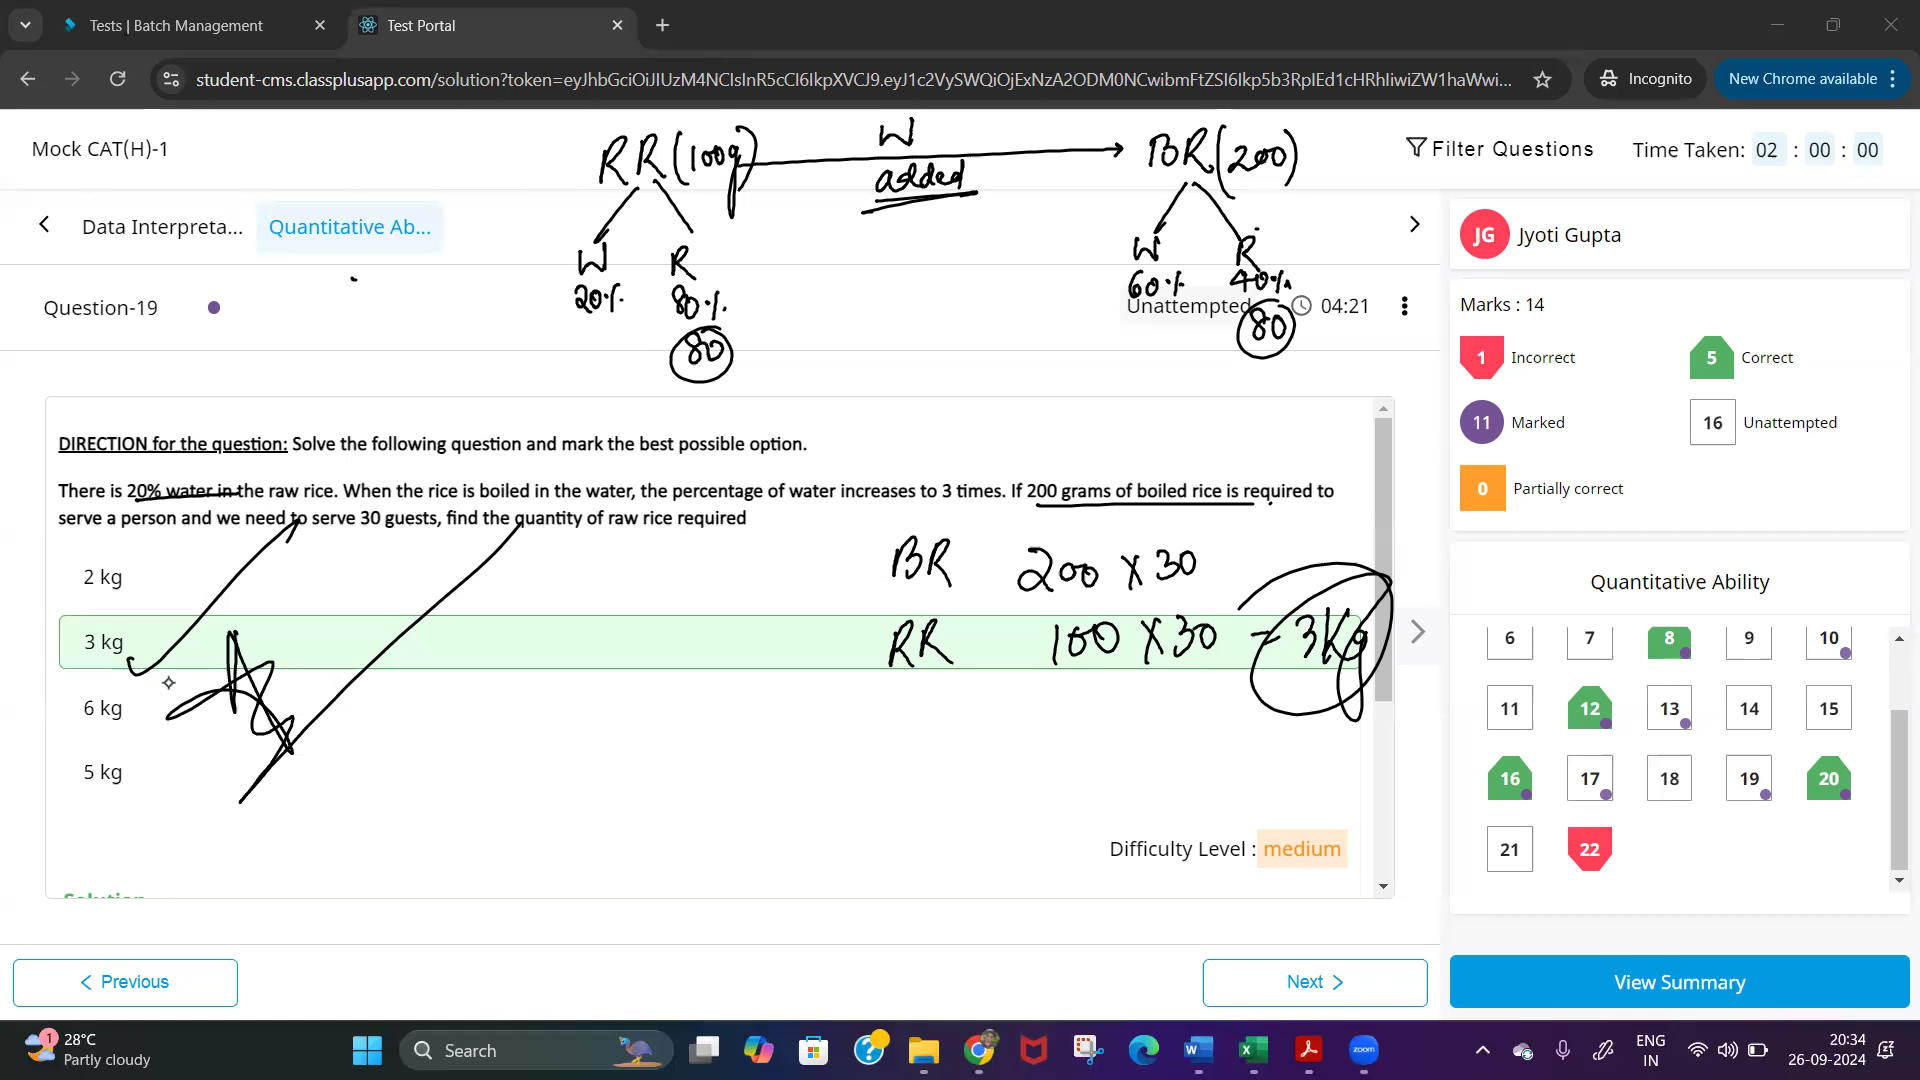 Tests | Batch Management
Test Portal
student-cms.classplusapp.com/solution?token=eyJhbGciOiJIUzM4NCIsInR5cCI6IkpXVCJ9.eyJ1c2VySWQiOjExNzA2ODM0NCwibmFtZSI6Ikp5b3RpIEd1cHRhIiwiZW1haWwi...
Incognito
New Chrome available
Mock CAT(H)-1
RR(100g)
W
added
BR(200)
Filter Questions
Time Taken: 02 : 00 : 00
Data Interpreta...
Quantitative Ab...
JG
Jyoti Gupta
W
R
W
R
20%
80%
60%
40%
Question-19
Unattempted
04:21
80
80
Marks : 14
1 Incorrect
5 Correct
11 Marked
16 Unattempted
0 Partially correct
DIRECTION for the question: Solve the following question and mark the best possible option.
There is 20% water in the raw rice. When the rice is boiled in the water, the percentage of water increases to 3 times. If 200 grams of boiled rice is required to
serve a person and we need to serve 30 guests, find the quantity of raw rice required
2 kg
BR 200 X 30
3 kg
RR 100 X 30 = 3Kg
6 kg
5 kg
Difficulty Level : medium
Solution
Quantitative Ability
6 7 8 9 10
11 12 13 14 15
16 17 18 19 20
21 22
Previous
Next
View Summary
1
28°C
Partly cloudy
Search
zoom
ENG
IN
20:34
26-09-2024